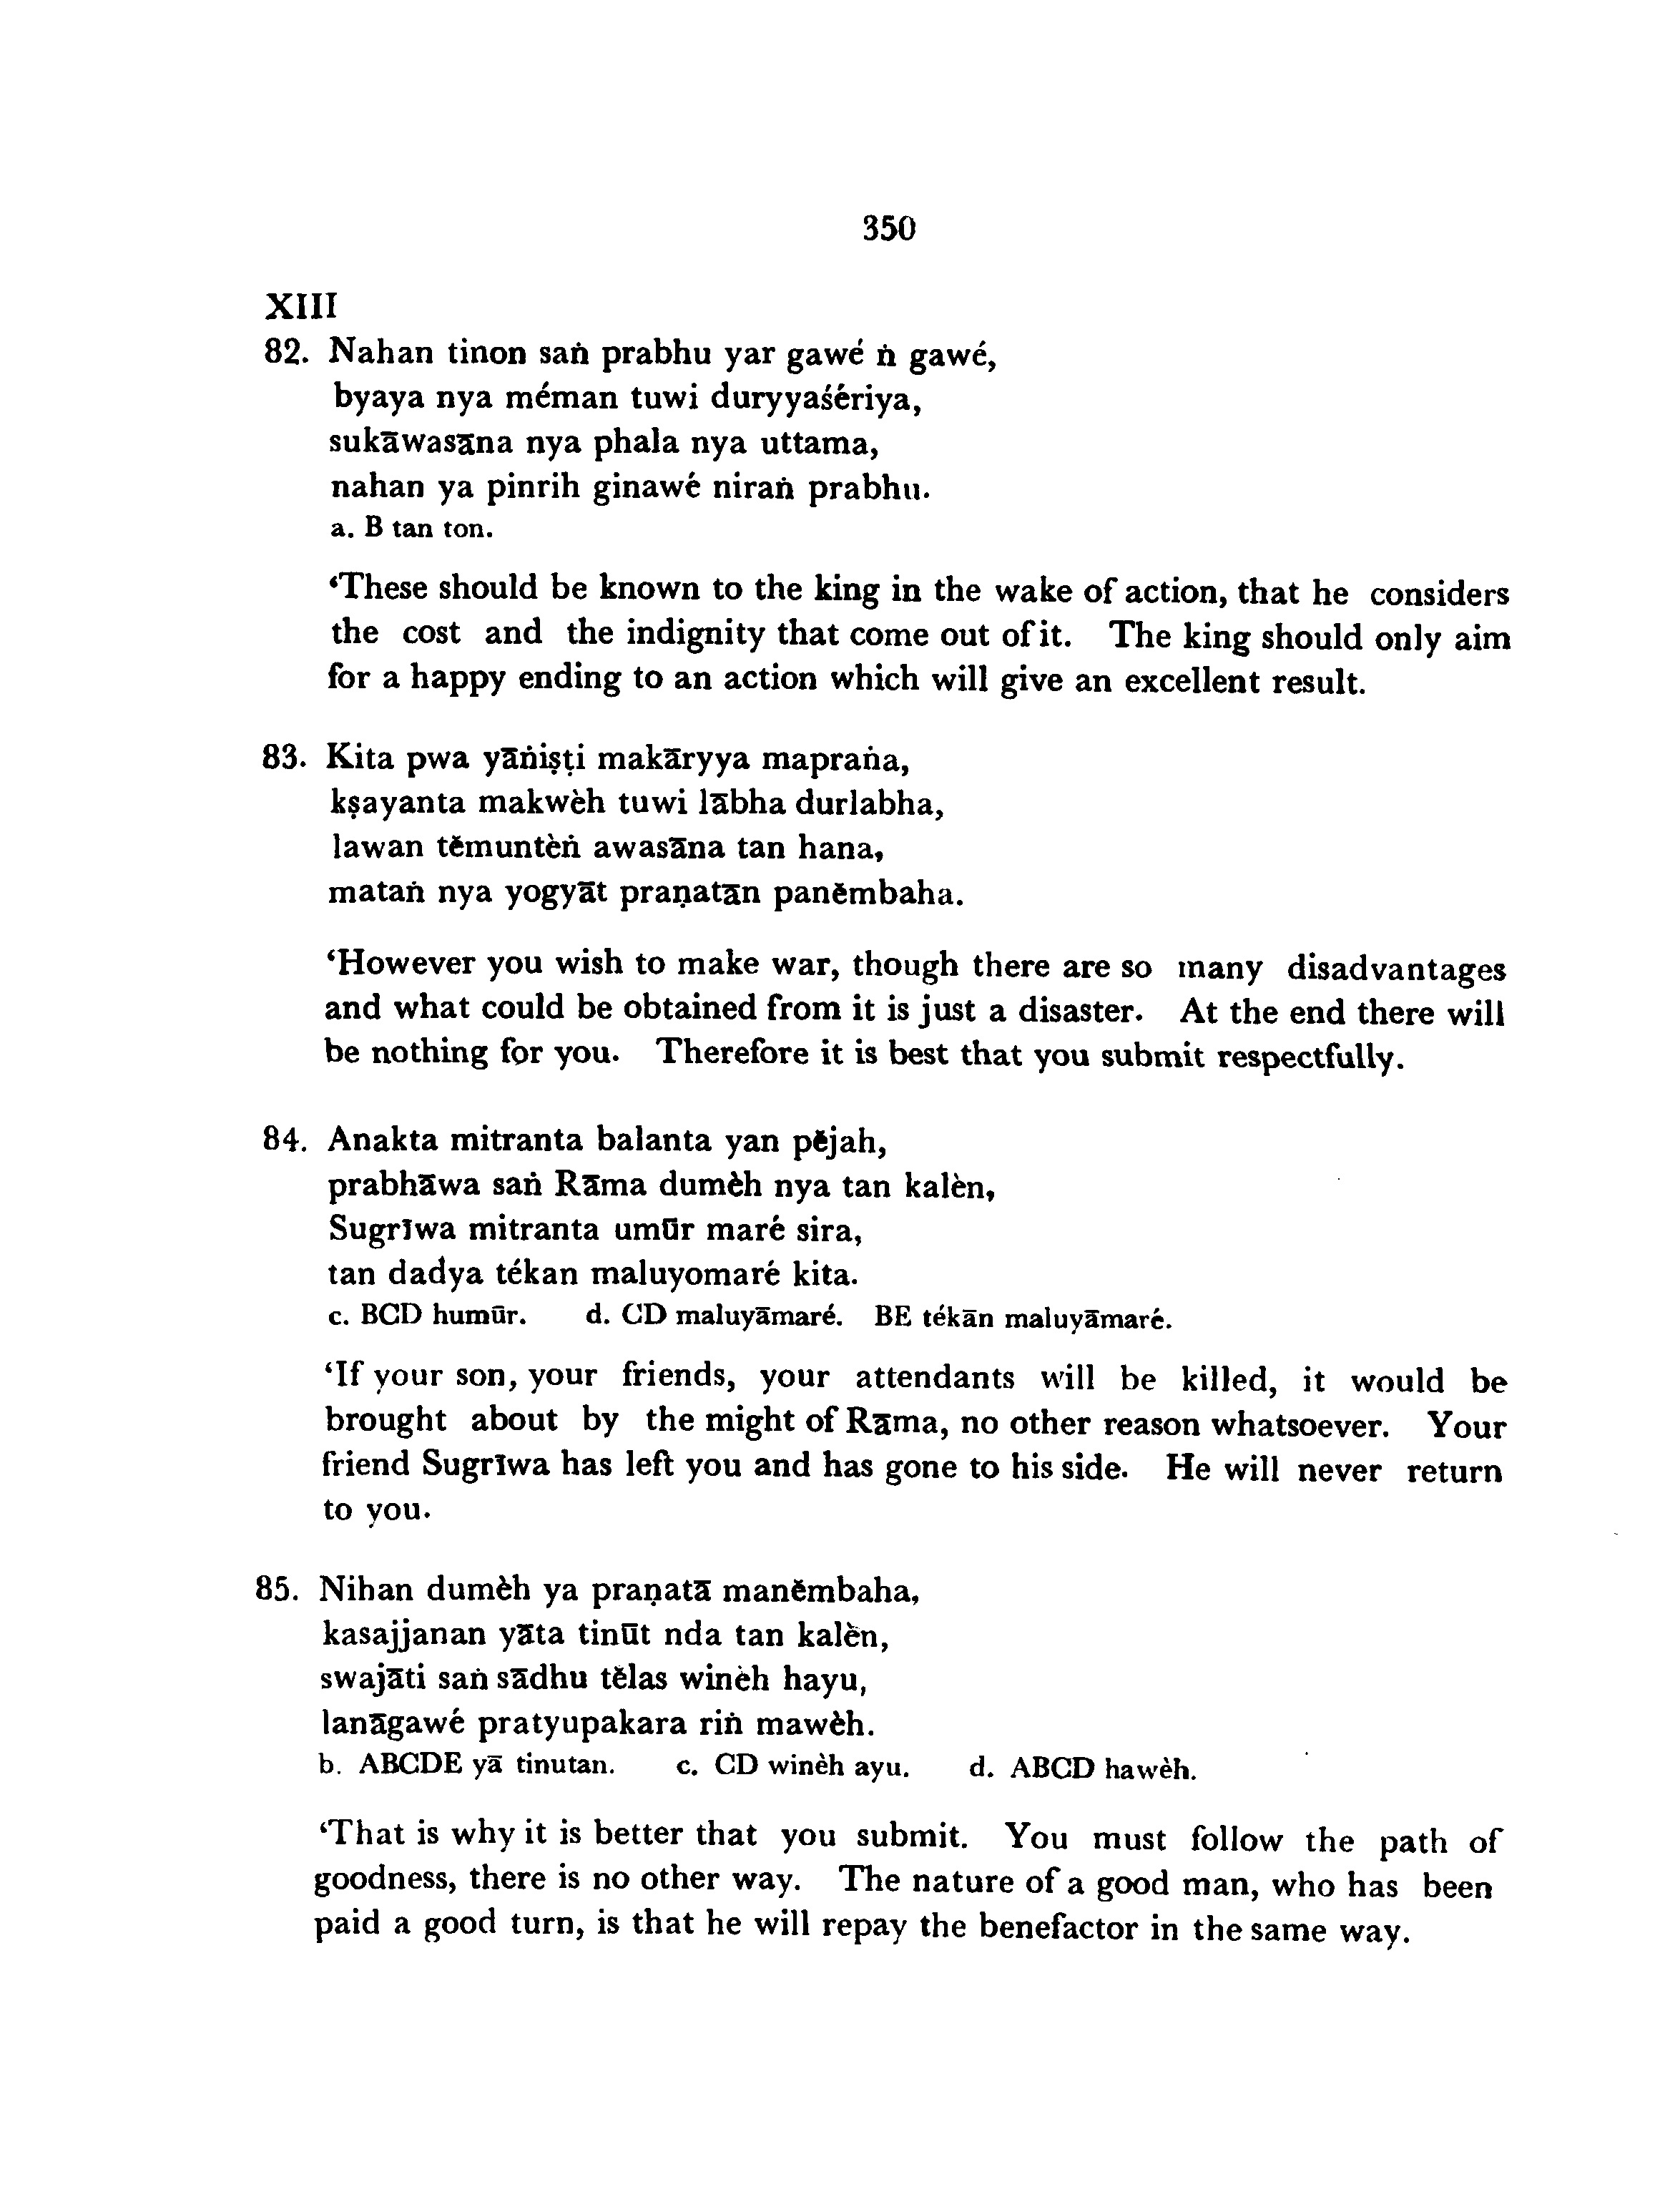 350
XIII
82. Nahan tinon saṅ prabhu yar gawé ṅ gawé,
byaya nya méman tuwi duryyaśériya,
sukāwasāna nya phala nya uttama,
nahan ya pinrih ginawé niraṅ prabhu.
a. B tan ton.
‘These should be known to the king in the wake of action, that he considers
the cost and the indignity that come out of it. The king should only aim
for a happy ending to an action which will give an excellent result.
83. Kita pwa yāṅiṣṭi makāryya mapraṅa,
kṣayanta makwèh tuwi lābha durlabha,
lawan tĕmuntèṅ awasāna tan hana,
mataṅ nya yogyāt praṇatān panĕmbaha.
‘However you wish to make war, though there are so many disadvantages
and what could be obtained from it is just a disaster. At the end there will
be nothing for you. Therefore it is best that you submit respectfully.
84. Anakta mitranta balanta yan pĕjah,
prabhāwa saṅ Rāma dumèh nya tan kalèn,
Sugrīwa mitranta umūr maré sira,
tan dadya tékan maluyomaré kita.
c. BCD humūr. d. CD maluyāmaré. BE tékān maluyāmaré.
‘If your son, your friends, your attendants will be killed, it would be
brought about by the might of Rāma, no other reason whatsoever. Your
friend Sugrīwa has left you and has gone to his side. He will never return
to you.
85. Nihan dumèh ya praṇatā manĕmbaha,
kasajjanan yāta tinūt nda tan kalèn,
swajāti saṅ sādhu tĕlas winèh hayu,
lanāgawé pratyupakara riṅ mawèh.
b. ABCDE yā tinutan. c. CD winèh ayu. d. ABCD hawèh.
‘That is why it is better that you submit. You must follow the path of
goodness, there is no other way. The nature of a good man, who has been
paid a good turn, is that he will repay the benefactor in the same way.